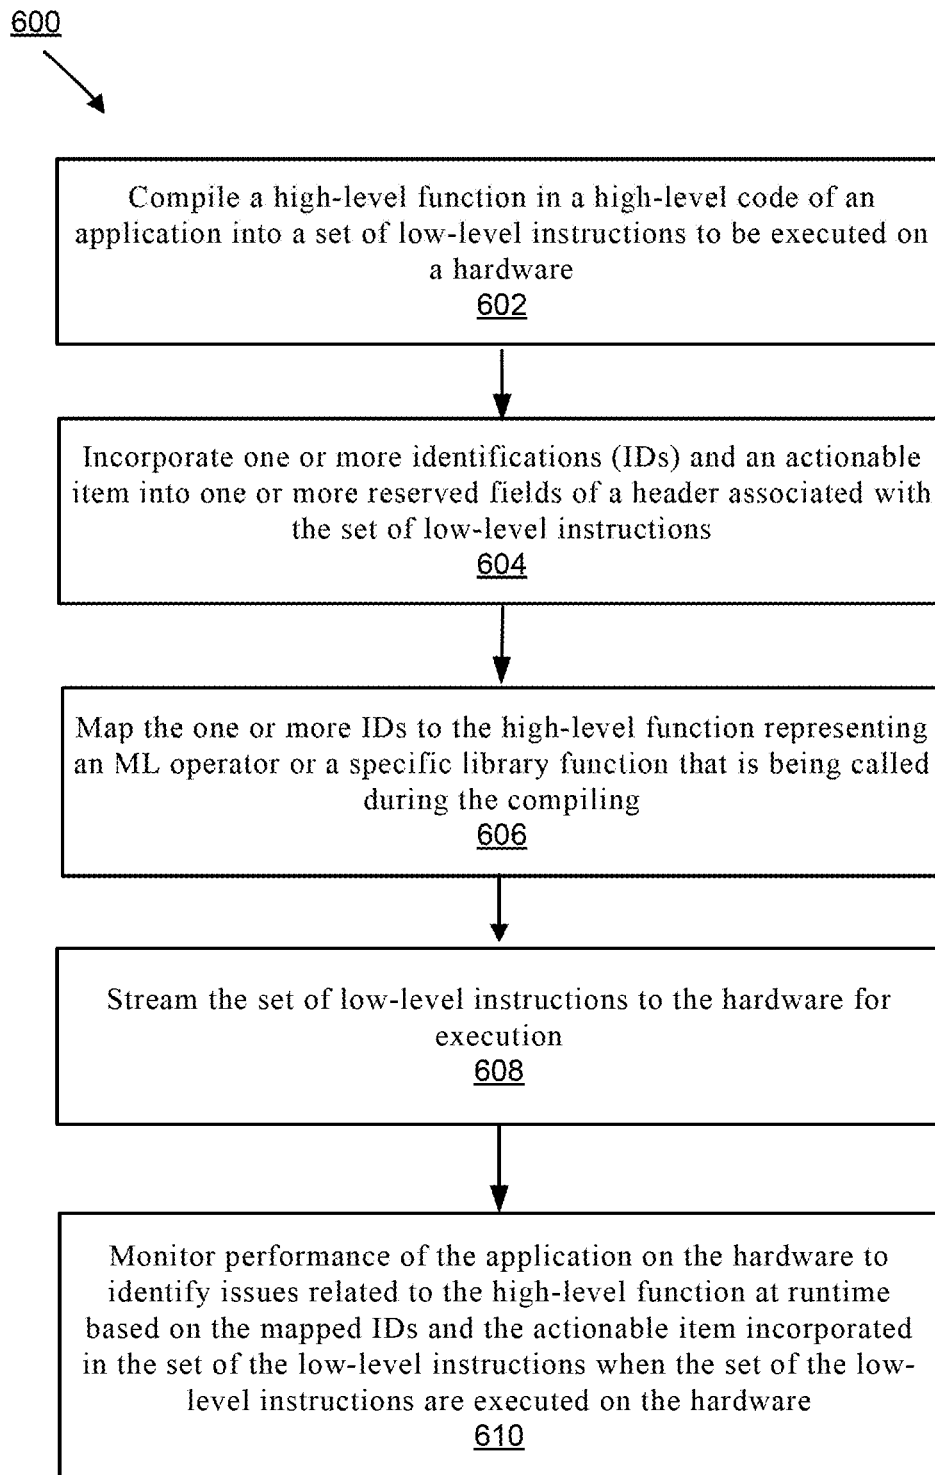 600
Compile a high-level function in a high-level code of an
application into a set of low-level instructions to be executed on
a hardware
602
Incorporate one or more identifications (IDs) and an actionable
item into one or more reserved fields of a header associated with
the set of low-level instructions
604
Map the one or more IDs to the high-level function representing
an ML operator or a specific library function that is being called
during the compiling
606
Stream the set of low-level instructions to the hardware for
execution
608
Monitor performance of the application on the hardware to
identify issues related to the high-level function at runtime
based on the mapped IDs and the actionable item incorporated
in the set of the low-level instructions when the set of the low-
level instructions are executed on the hardware
610